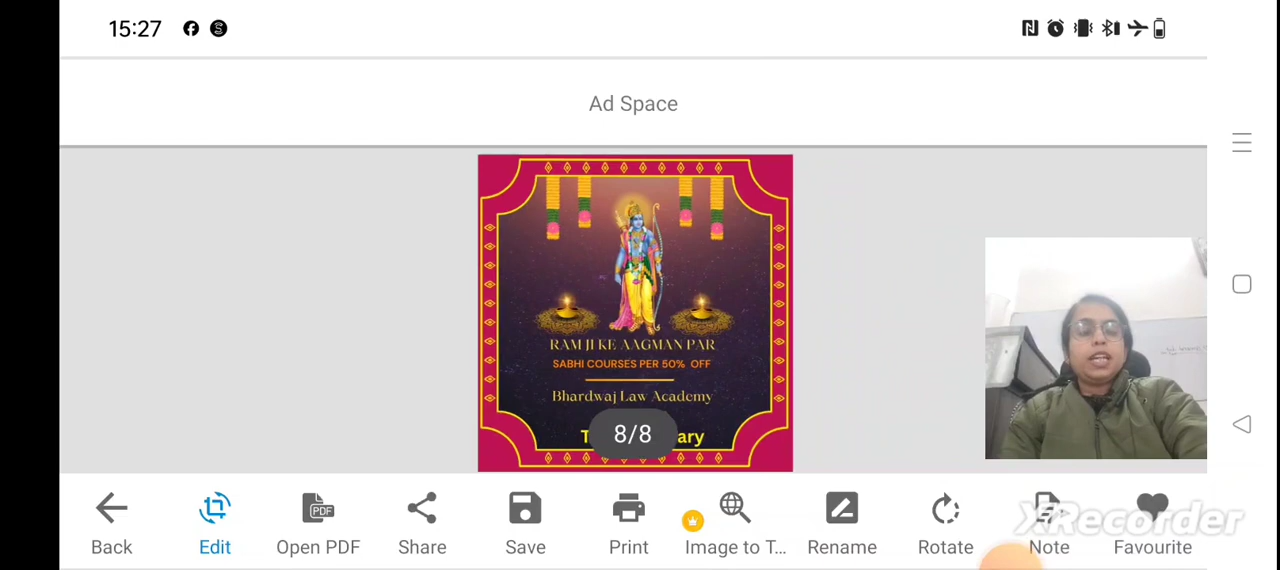 15:27
Ad Space
RAM JI KE AAGMAN PAR
SABHI COURSES PER 50% OFF
Bhardwaj Law Academy
8/8
Back
Edit
PDF
Open PDF
Share
Save
Print
Image to T...
Rename
Rotate
Note
Favourite
XRecorder